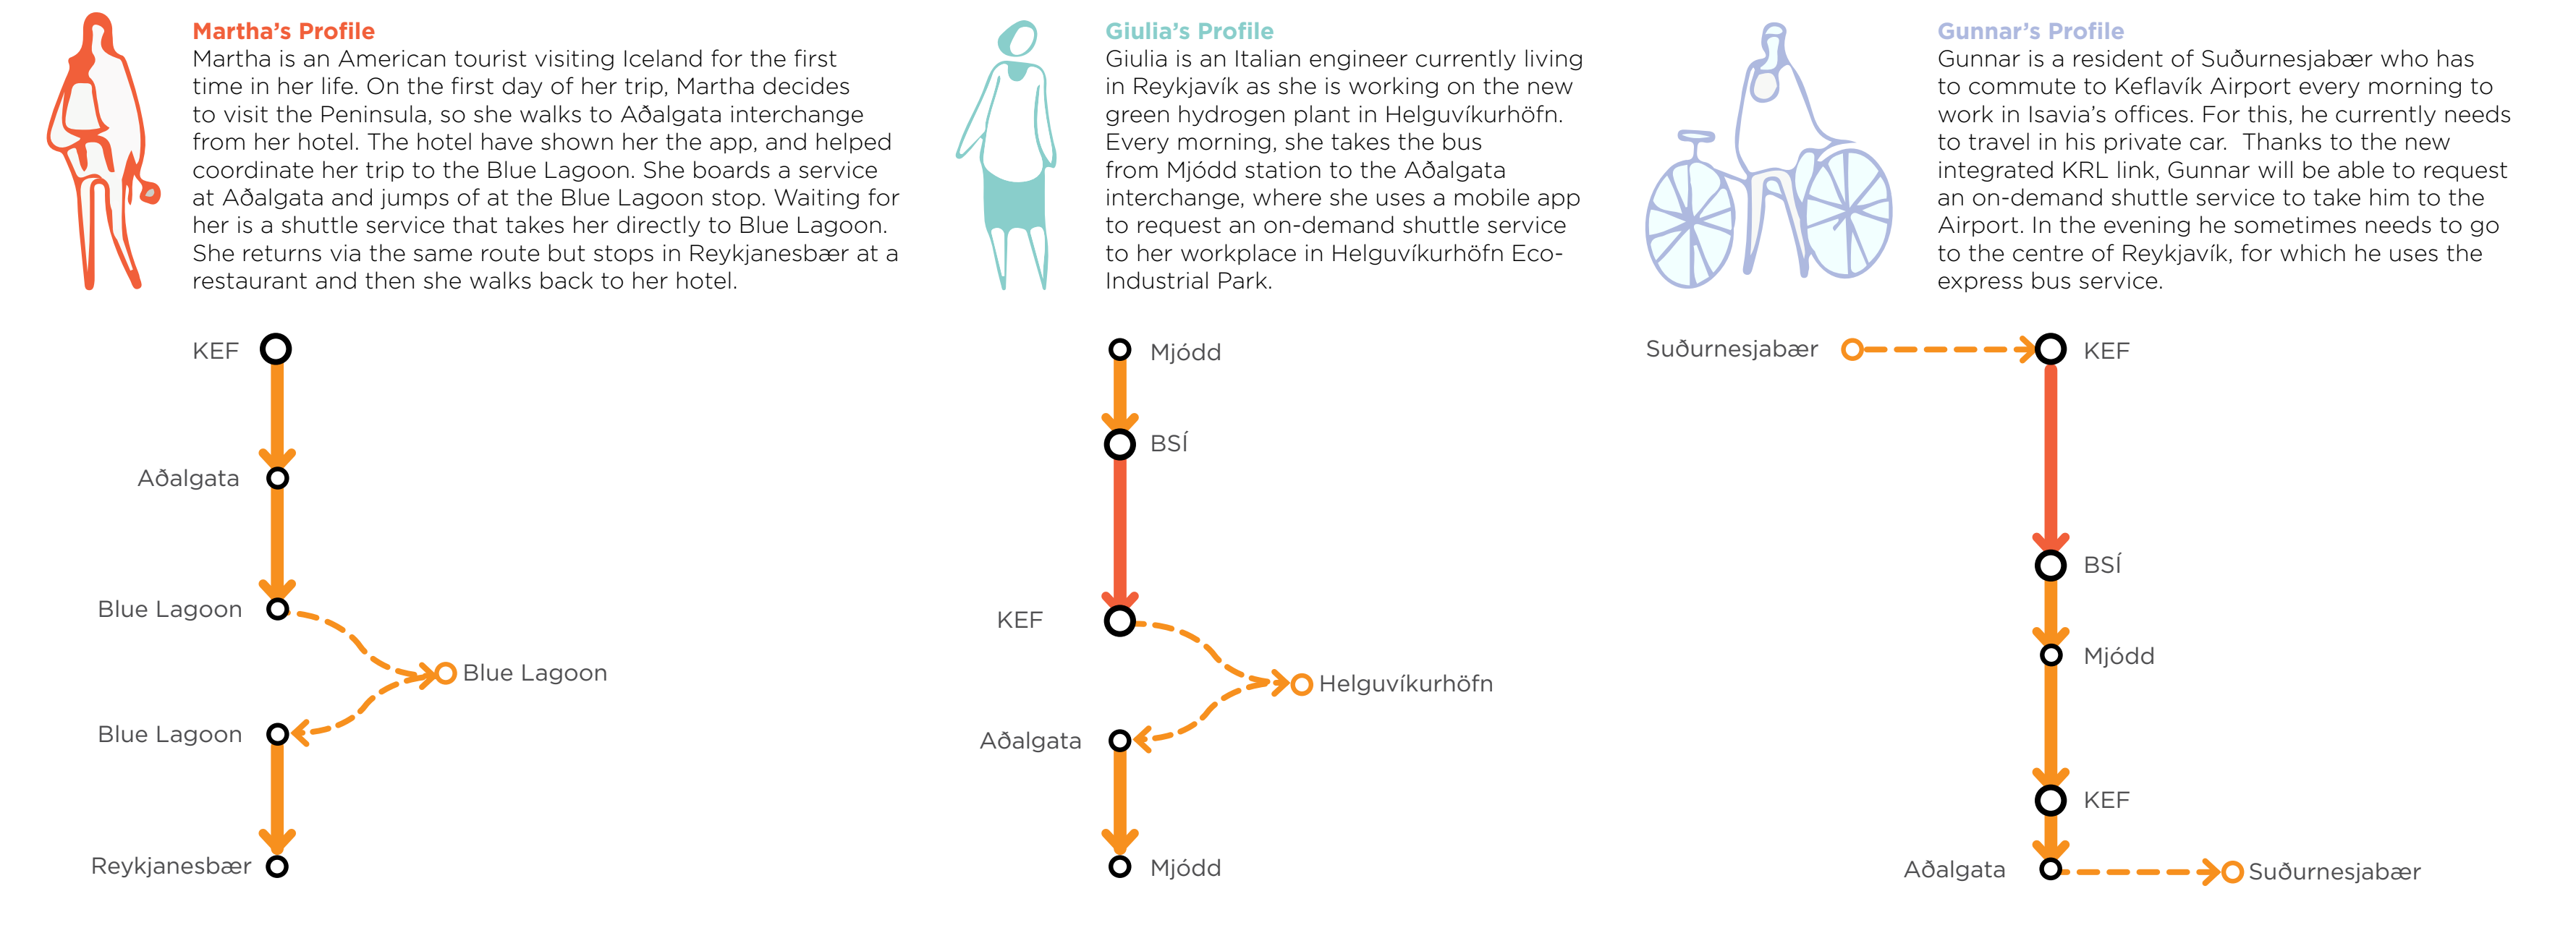 Martha's Profile
Martha is an American tourist visiting Iceland for the first
time in her life. On the first day of her trip, Martha decides
to visit the Peninsula, so she walks to Aðalgata interchange
from her hotel. The hotel have shown her the app, and helped
coordinate her trip to the Blue Lagoon. She boards a service
at Aðalgata and jumps of at the Blue Lagoon stop. Waiting for
her is a shuttle service that takes her directly to Blue Lagoon.
She returns via the same route but stops in Reykjanesbær at a
restaurant and then she walks back to her hotel.
KEF
Aðalgata
Blue Lagoon
Blue Lagoon
Blue Lagoon
Reykjanesbær
Giulia's Profile
Giulia is an Italian engineer currently living
in Reykjavík as she is working on the new
green hydrogen plant in Helguvíkurhöfn.
Every morning, she takes the bus
from Mjódd station to the Aðalgata
interchange, where she uses a mobile app
to request an on-demand shuttle service
to her workplace in Helguvíkurhöfn Eco-
Industrial Park.
Mjódd
BSÍ
KEF
Helguvíkurhöfn
Aðalgata
Mjódd
Gunnar's Profile
Gunnar is a resident of Suðurnesjabær who has
to commute to Keflavík Airport every morning to
work in Isavia's offices. For this, he currently needs
to travel in his private car.  Thanks to the new
integrated KRL link, Gunnar will be able to request
an on-demand shuttle service to take him to the
Airport. In the evening he sometimes needs to go
to the centre of Reykjavík, for which he uses the
express bus service.
Suðurnesjabær
KEF
BSÍ
Mjódd
KEF
Aðalgata
Suðurnesjabær